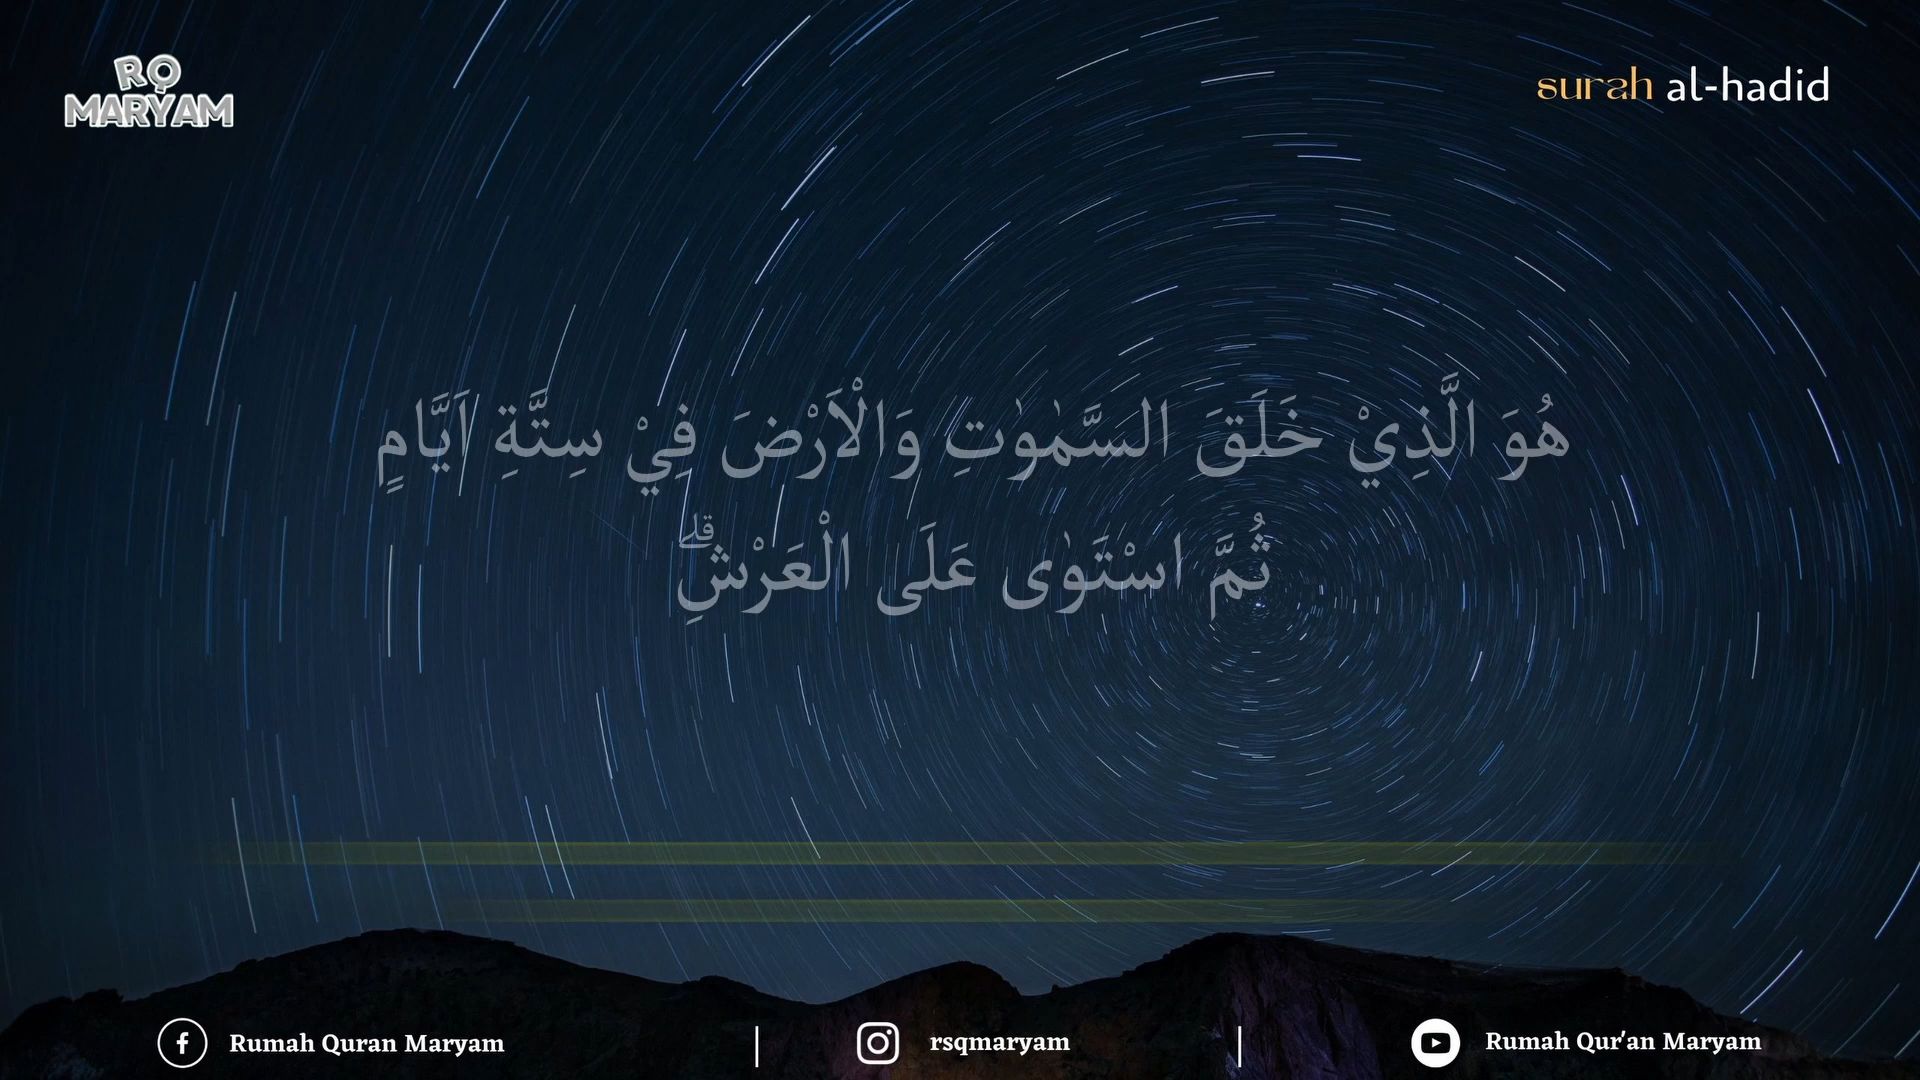 RQ
MARYAM
surah al-hadid
هُوَ الَّذِيْ خَلَقَ السَّمٰوٰتِ وَالْاَرْضَ فِيْ سِتَّةِ اَيَّامٍ
ثُمَّ اسْتَوٰى عَلَى الْعَرْشِۗ
Rumah Quran Maryam
rsqmaryam
Rumah Qur'an Maryam